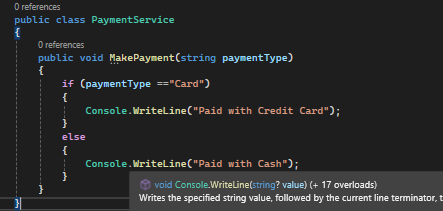 0 references
public class PaymentService
{
0 references
public void MakePayment(string paymentType)
{
if (paymentType =="Card")
{
Console.WriteLine("Paid with Credit Card");
}
else
{
Console.WriteLine("Paid with Cash");
}
}
}
void Console.WriteLine(string? value) (+ 17 overloads)
Writes the specified string value, followed by the current line terminator, t